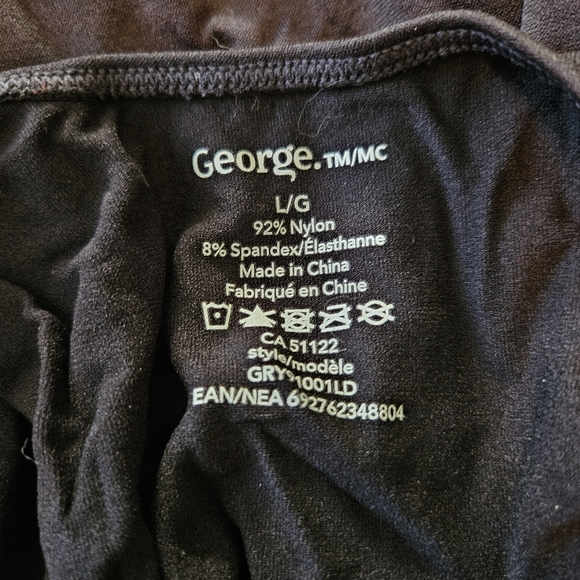 George.TM/MC
L/G
92% Nylon
8% Spandex/Élasthanne
Made in China
Fabriqué en Chine
CA 51122
style/modèle
GRY91001LD
EAN/NEA 692762348804